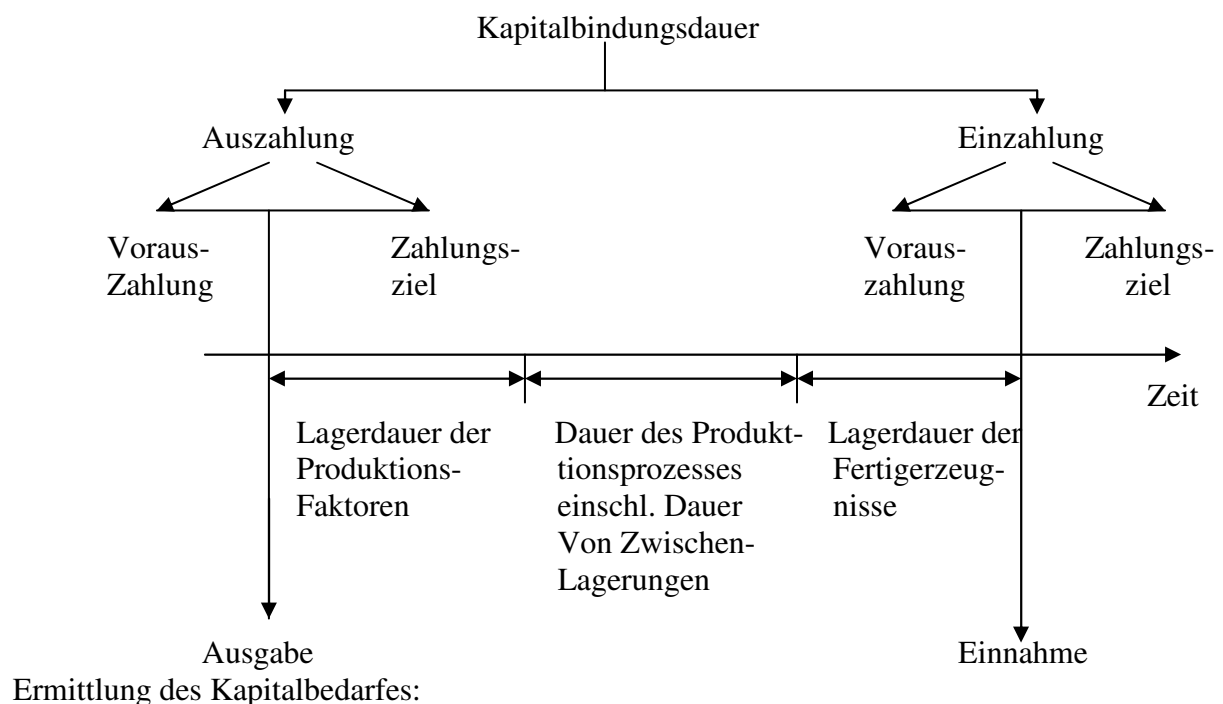 Kapitalbindungsdauer
Auszahlung
Einzahlung
Voraus-
Zahlung
Zahlungs-
ziel
Voraus-
zahlung
Zahlungs-
ziel
Zeit
Lagerdauer der
Produktions-
Faktoren
Dauer des Produkt-
tionsprozesses
einschl. Dauer
Von Zwischen-
Lagerungen
Lagerdauer der
Fertigerzeug-
nisse
Ausgabe
Einnahme
Ermittlung des Kapitalbedarfes: